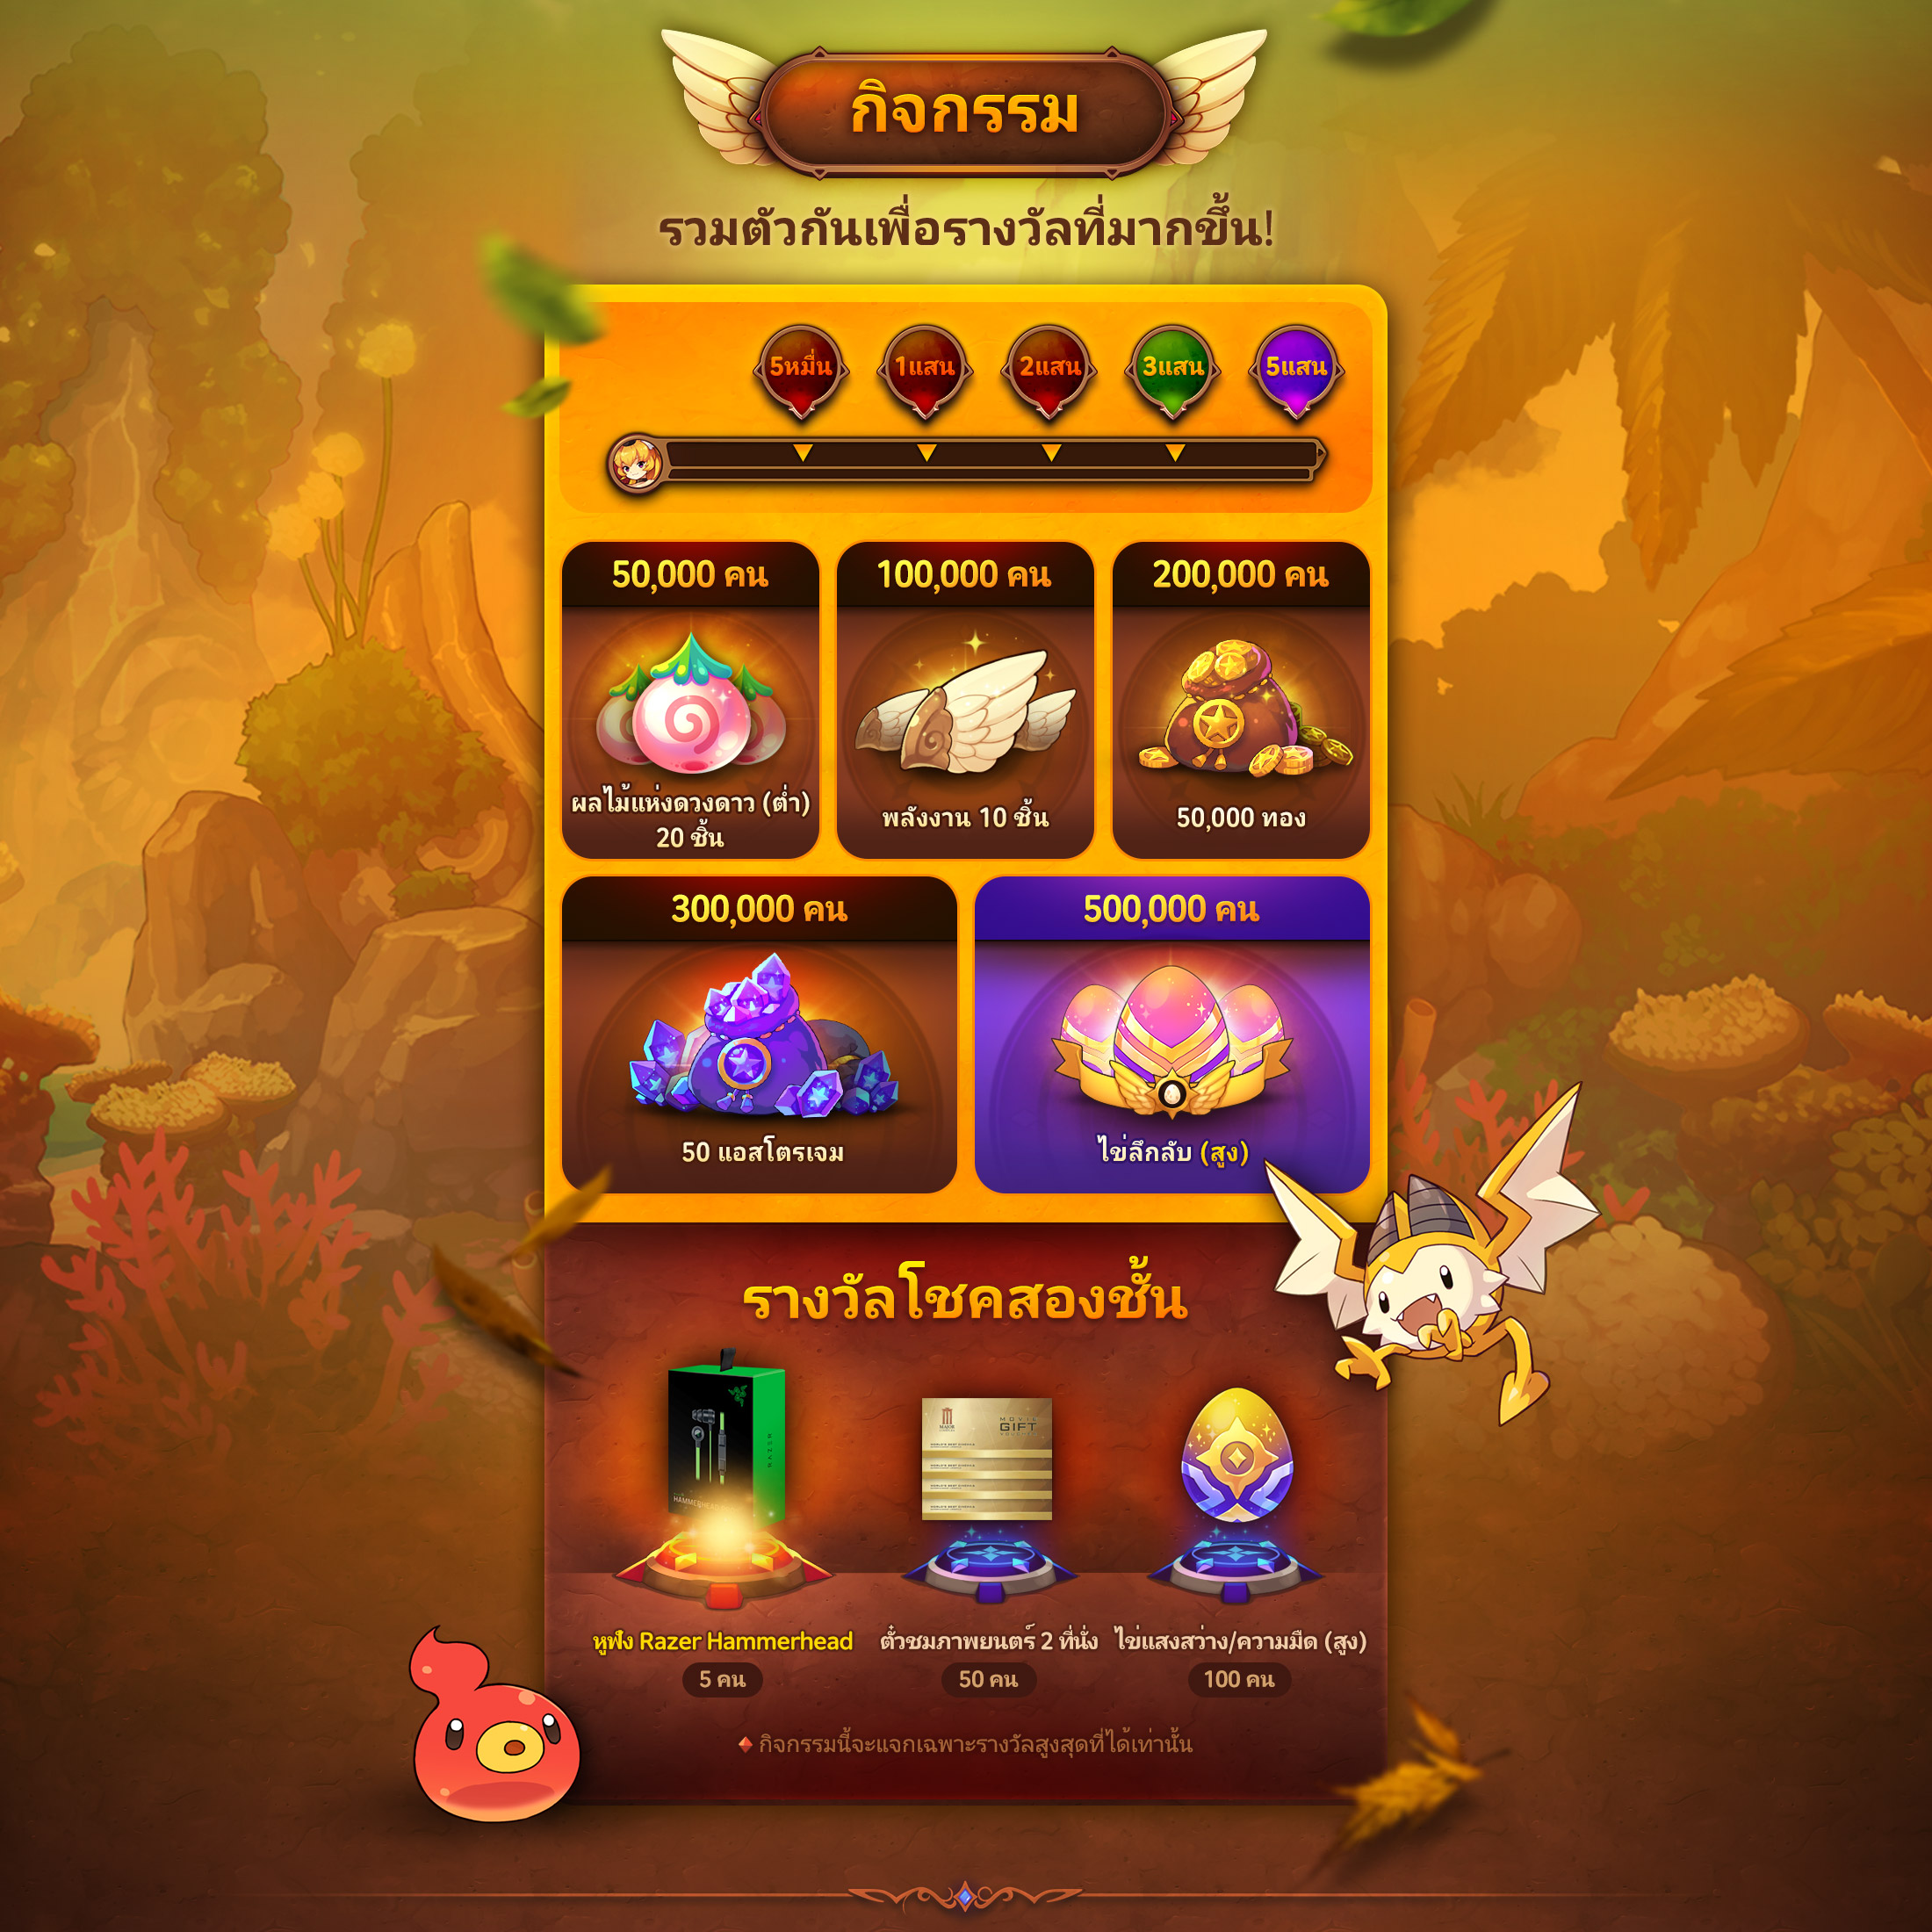 กิจกรรม
รวมตัวกันเพื่อรางวัลที่มากขึ้น!
5หมื่น 1แสน 2แสน 3แสน 5แสน
50,000 คน
ผลไม้แห่งดวงดาว (ต่ำ)
20 ชิ้น
100,000 คน
พลังงาน 10 ชิ้น
200,000 คน
50,000 ทอง
300,000 คน
50 แอสโตรเจม
500,000 คน
ไข่ลึกลับ (สูง)
รางวัลโชคสองชั้น
RAZER
HAMMERHEAD
MAJOR
MOVIE
GIFT
หูฟัง Razer Hammerhead
5 คน
ตั๋วชมภาพยนตร์ 2 ที่นั่ง
50 คน
ไข่แสงสว่าง/ความมืด (สูง)
100 คน
กิจกรรมนี้จะแจกเฉพาะรางวัลสูงสุดที่ได้เท่านั้น